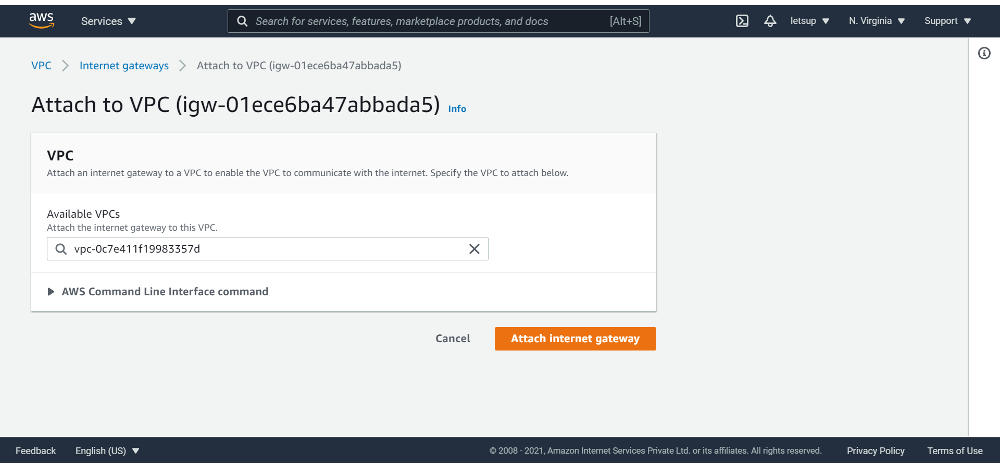 aws
Services
Search for services, features, marketplace products, and docs [Alt+S]
letsup
N. Virginia
Support
VPC
Internet gateways
Attach to VPC (igw-01ece6ba47abbada5)
Attach to VPC (igw-01ece6ba47abbada5) Info
VPC
Attach an internet gateway to a VPC to enable the VPC to communicate with the internet. Specify the VPC to attach below.
Available VPCs
Attach the internet gateway to this VPC.
vpc-0c7e411f19983357d
AWS Command Line Interface command
Cancel
Attach internet gateway
Feedback
English (US)
© 2008 - 2021, Amazon Internet Services Private Ltd. or its affiliates. All rights reserved.
Privacy Policy
Terms of Use